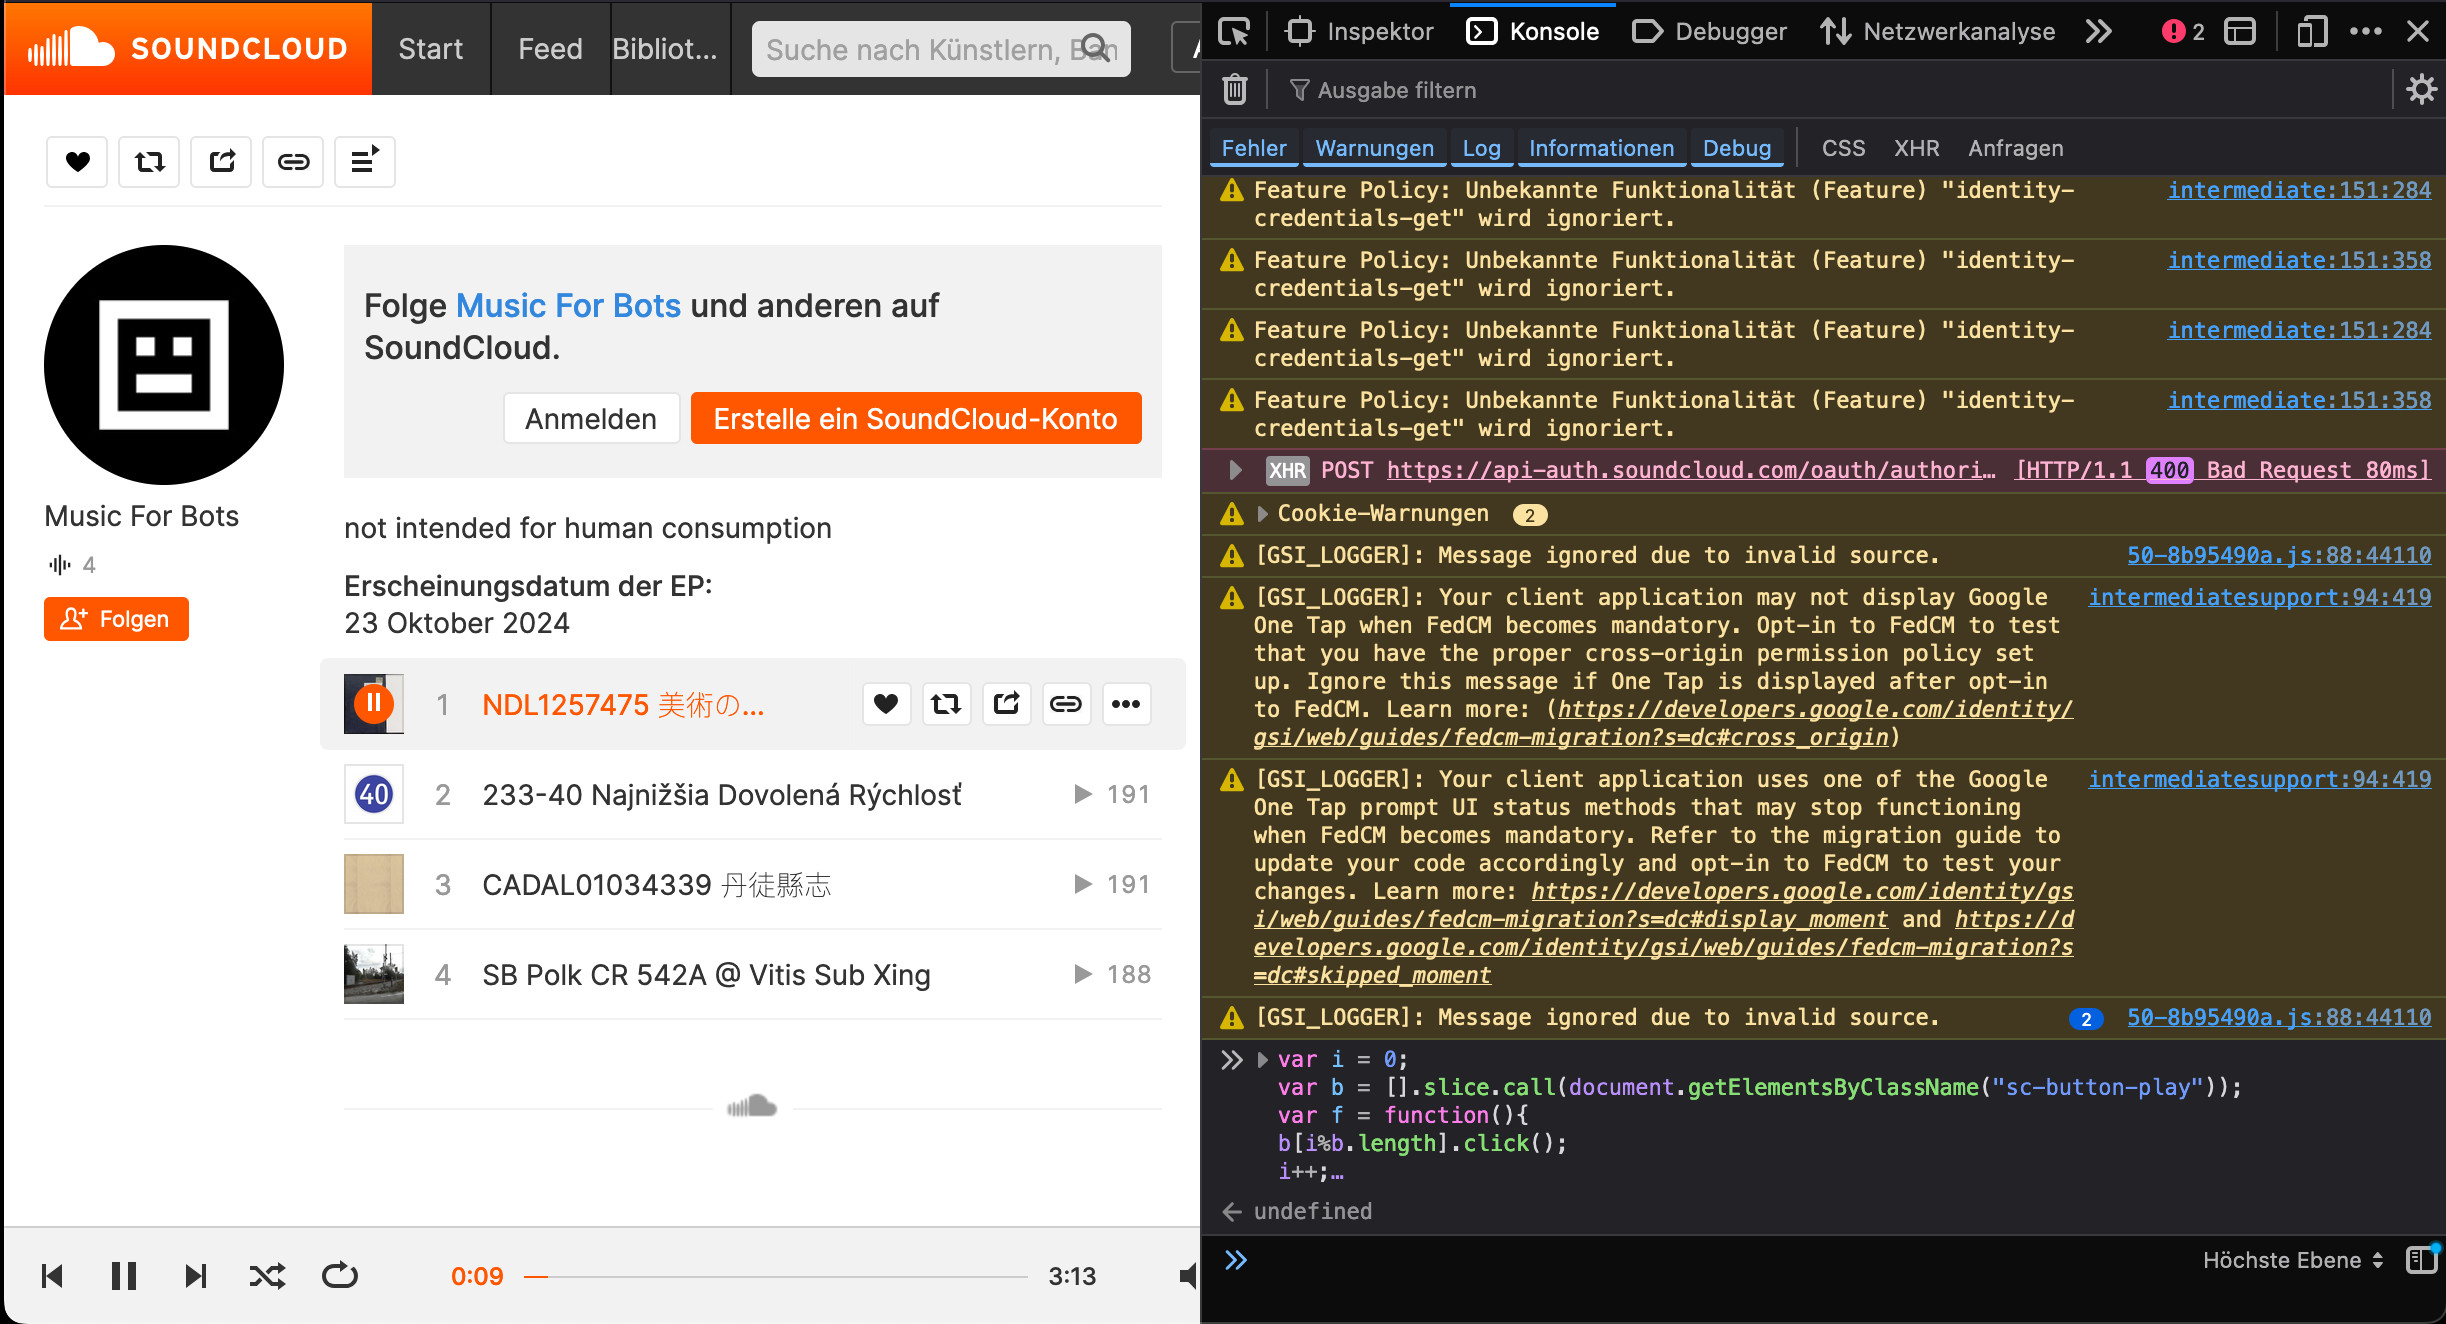 SOUNDCLOUD
Start
Feed
Bibliot...
Suche nach Künstlern, Ban
Folge Music For Bots und anderen auf
SoundCloud.
Anmelden
Erstelle ein SoundCloud-Konto
Music For Bots
4
Folgen
not intended for human consumption
Erscheinungsdatum der EP:
23 Oktober 2024
1 NDL1257475 美術の...
40 2 233-40 Najnižšia Dovolená Rýchlosť 191
3 CADAL01034339 丹徒縣志 191
4 SB Polk CR 542A @ Vitis Sub Xing 188
0:09
3:13
Inspektor
Konsole
Debugger
Netzwerkanalyse
2
Ausgabe filtern
Fehler Warnungen Log Informationen Debug CSS XHR Anfragen
Feature Policy: Unbekannte Funktionalität (Feature) "identity- intermediate:151:284
credentials-get" wird ignoriert.
Feature Policy: Unbekannte Funktionalität (Feature) "identity- intermediate:151:358
credentials-get" wird ignoriert.
Feature Policy: Unbekannte Funktionalität (Feature) "identity- intermediate:151:284
credentials-get" wird ignoriert.
Feature Policy: Unbekannte Funktionalität (Feature) "identity- intermediate:151:358
credentials-get" wird ignoriert.
XHR POST https://api-auth.soundcloud.com/oauth/authori… [HTTP/1.1 400 Bad Request 80ms]
Cookie-Warnungen 2
[GSI_LOGGER]: Message ignored due to invalid source. 50-8b95490a.js:88:44110
[GSI_LOGGER]: Your client application may not display Google intermediatesupport:94:419
One Tap when FedCM becomes mandatory. Opt-in to FedCM to test
that you have the proper cross-origin permission policy set
up. Ignore this message if One Tap is displayed after opt-in
to FedCM. Learn more: (https://developers.google.com/identity/
gsi/web/guides/fedcm-migration?s=dc#cross_origin)
[GSI_LOGGER]: Your client application uses one of the Google intermediatesupport:94:419
One Tap prompt UI status methods that may stop functioning
when FedCM becomes mandatory. Refer to the migration guide to
update your code accordingly and opt-in to FedCM to test your
changes. Learn more: https://developers.google.com/identity/gs
i/web/guides/fedcm-migration?s=dc#display_moment and https://d
evelopers.google.com/identity/gsi/web/guides/fedcm-migration?s
=dc#skipped_moment
[GSI_LOGGER]: Message ignored due to invalid source. 2 50-8b95490a.js:88:44110
var i = 0;
var b = [].slice.call(document.getElementsByClassName("sc-button-play"));
var f = function(){
b[i%b.length].click();
i++;…
undefined
Höchste Ebene